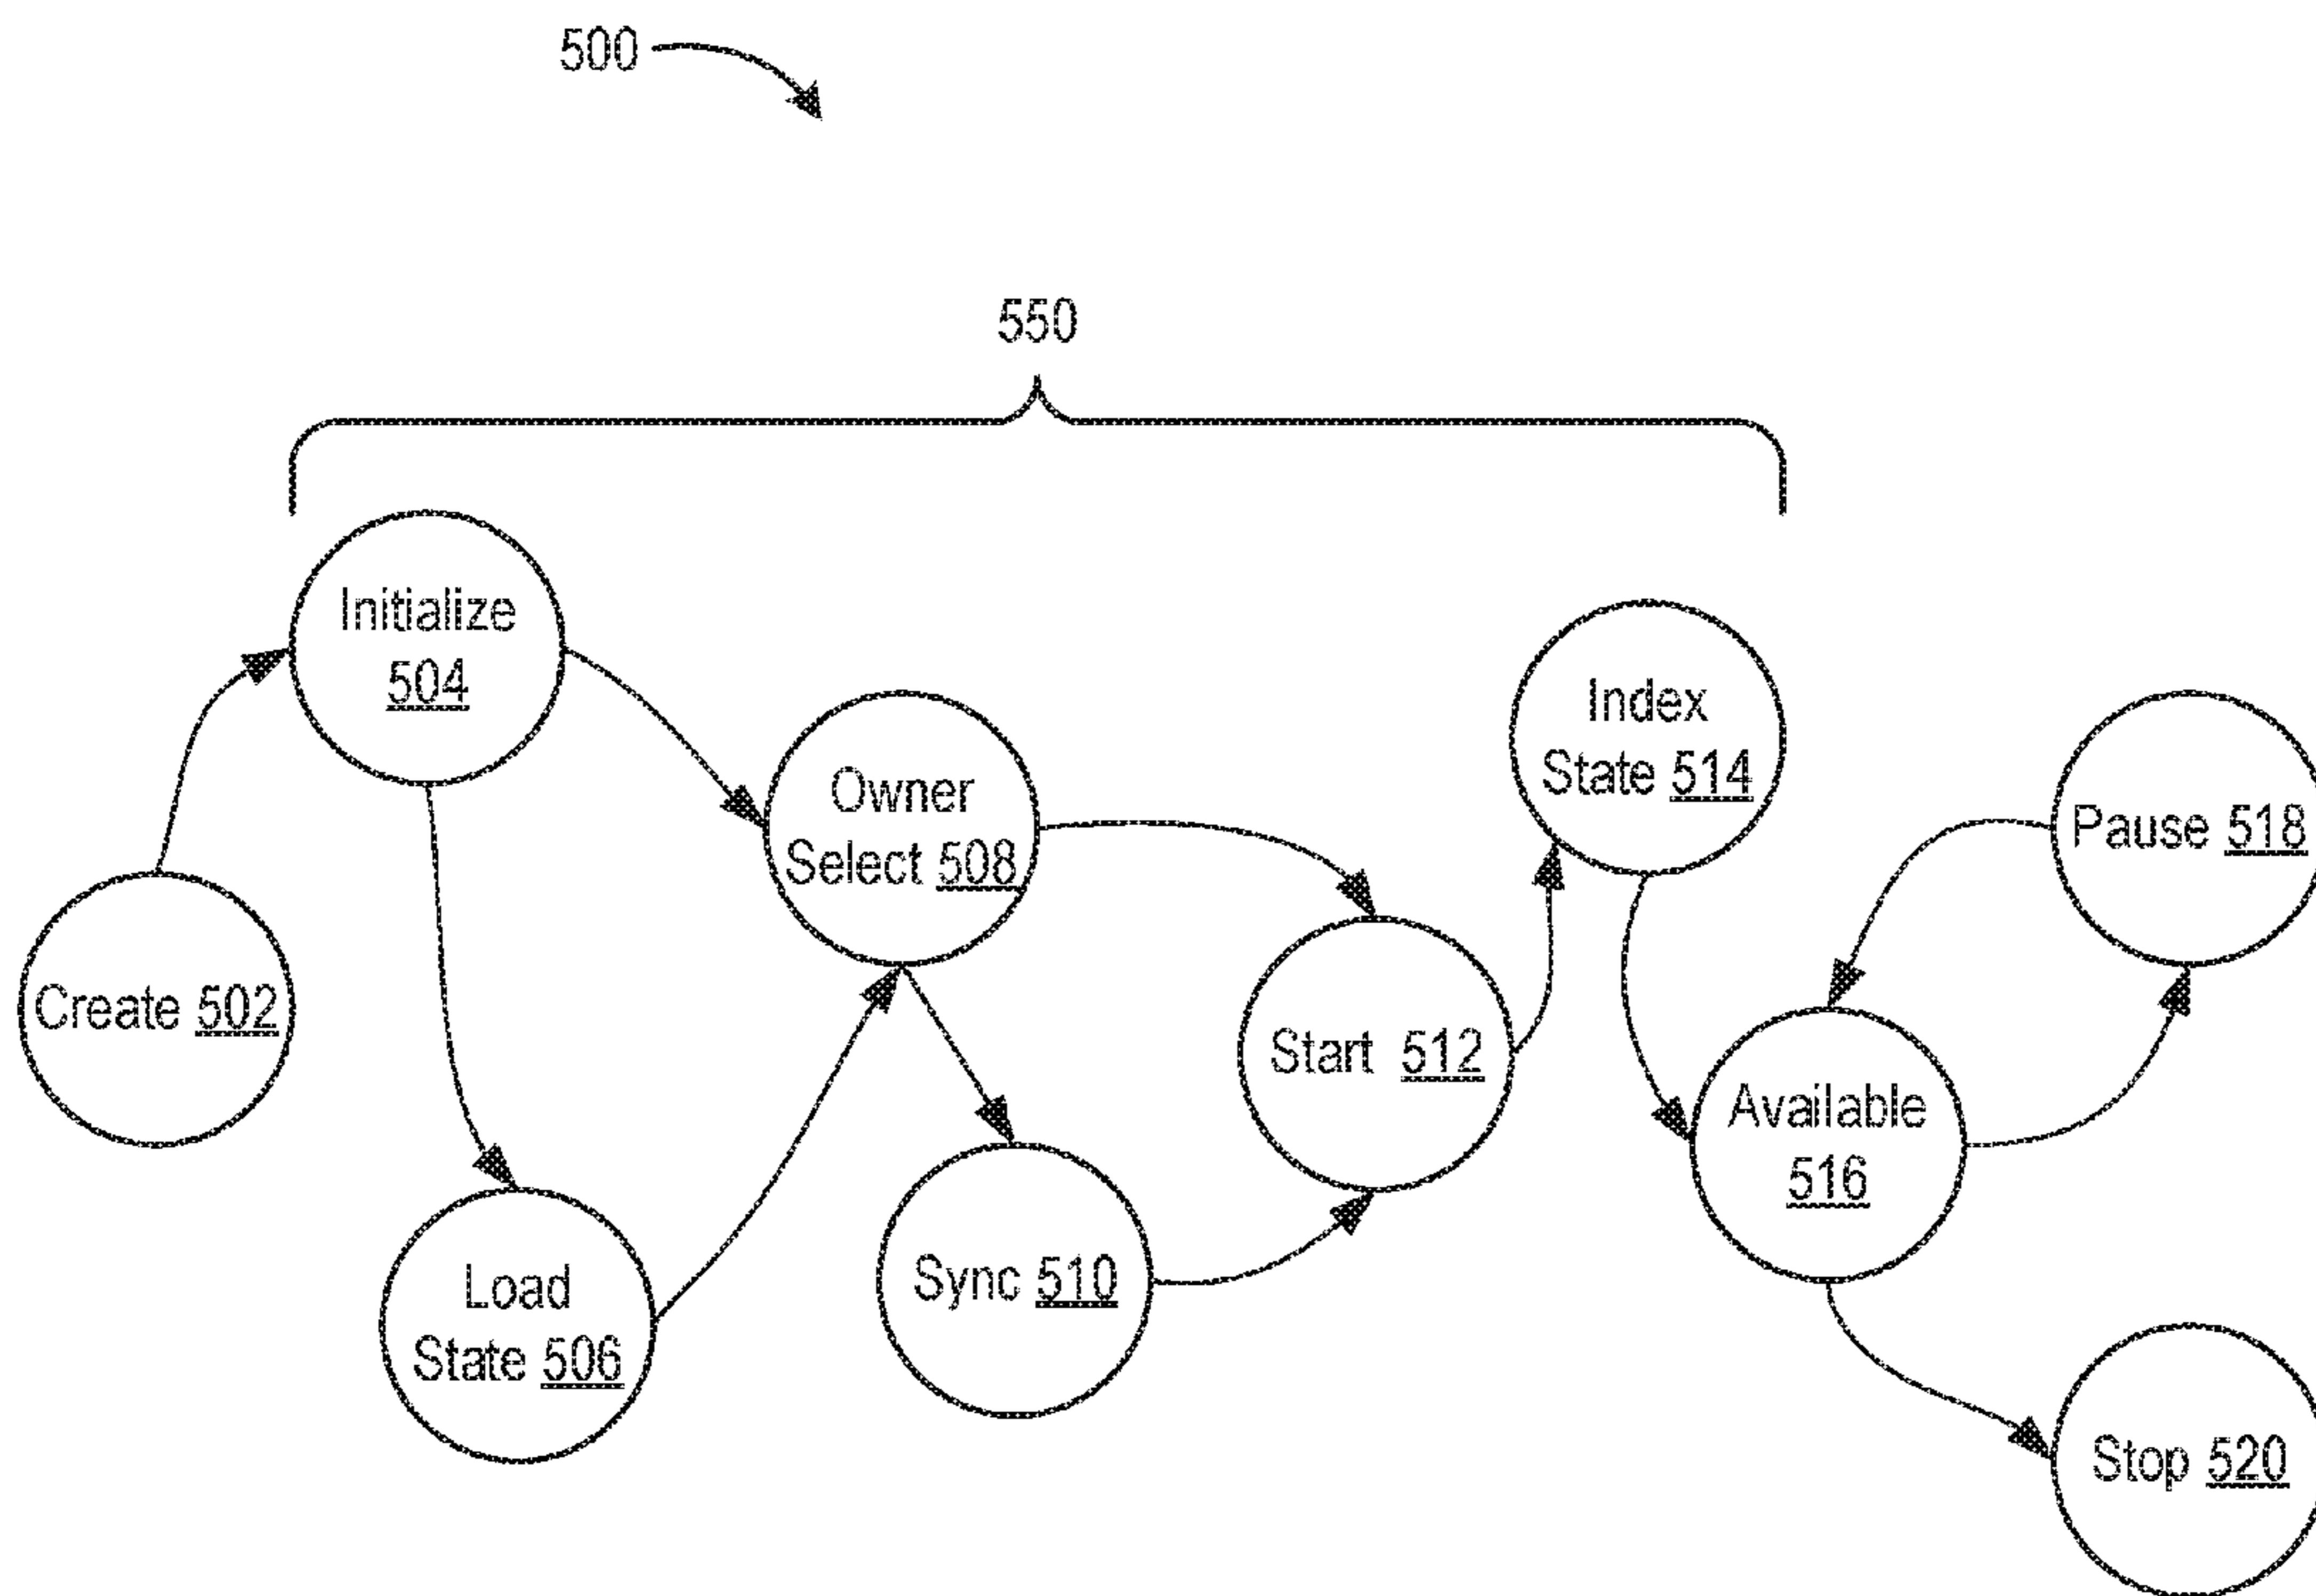 500
550
Initialize
504
Owner
Select 508
Index
State 514
Pause 518
Create 502
Start 512
Available
516
Load
State 506
Sync 510
Stop 520